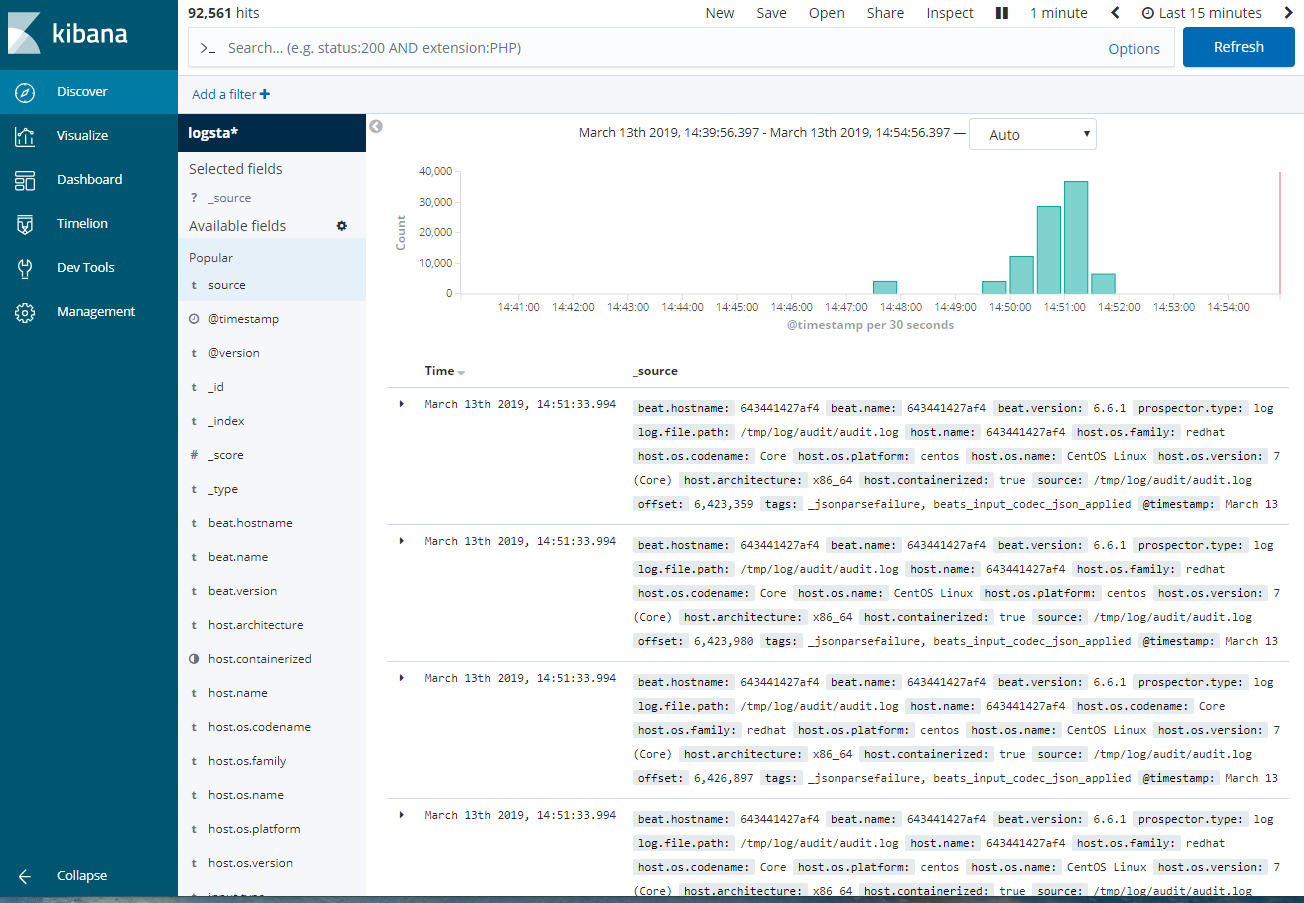 92,561 hits
New Save Open Share Inspect 1 minute Last 15 minutes
kibana
>_ Search... (e.g. status:200 AND extension:PHP) Options Refresh
Add a filter
Discover
Visualize
Dashboard
Timelion
Dev Tools
Management
Collapse
logsta*
Selected fields
? _source
Available fields
Popular
t source
@timestamp
t @version
t _id
t _index
# _score
t _type
t beat.hostname
t beat.name
t beat.version
t host.architecture
host.containerized
t host.name
t host.os.codename
t host.os.family
t host.os.name
t host.os.platform
t host.os.version
March 13th 2019, 14:39:56.397 - March 13th 2019, 14:54:56.397 — Auto
Count
40,000
30,000
20,000
10,000
0
14:41:00 14:42:00 14:43:00 14:44:00 14:45:00 14:46:00 14:47:00 14:48:00 14:49:00 14:50:00 14:51:00 14:52:00 14:53:00 14:54:00
@timestamp per 30 seconds
Time _source
March 13th 2019, 14:51:33.994 beat.hostname: 643441427af4 beat.name: 643441427af4 beat.version: 6.6.1 prospector.type: log
log.file.path: /tmp/log/audit/audit.log host.name: 643441427af4 host.os.family: redhat
host.os.codename: Core host.os.platform: centos host.os.name: CentOS Linux host.os.version: 7
(Core) host.architecture: x86_64 host.containerized: true source: /tmp/log/audit/audit.log
offset: 6,423,359 tags: _jsonparsefailure, beats_input_codec_json_applied @timestamp: March 13
March 13th 2019, 14:51:33.994 beat.hostname: 643441427af4 beat.name: 643441427af4 beat.version: 6.6.1 prospector.type: log
log.file.path: /tmp/log/audit/audit.log host.name: 643441427af4 host.os.family: redhat
host.os.codename: Core host.os.name: CentOS Linux host.os.platform: centos host.os.version: 7
(Core) host.architecture: x86_64 host.containerized: true source: /tmp/log/audit/audit.log
offset: 6,423,980 tags: _jsonparsefailure, beats_input_codec_json_applied @timestamp: March 13
March 13th 2019, 14:51:33.994 beat.hostname: 643441427af4 beat.name: 643441427af4 beat.version: 6.6.1 prospector.type: log
log.file.path: /tmp/log/audit/audit.log host.name: 643441427af4 host.os.codename: Core
host.os.family: redhat host.os.platform: centos host.os.name: CentOS Linux host.os.version: 7
(Core) host.architecture: x86_64 host.containerized: true source: /tmp/log/audit/audit.log
offset: 6,426,897 tags: _jsonparsefailure, beats_input_codec_json_applied @timestamp: March 13
March 13th 2019, 14:51:33.994 beat.hostname: 643441427af4 beat.name: 643441427af4 beat.version: 6.6.1 prospector.type: log
log.file.path: /tmp/log/audit/audit.log host.name: 643441427af4 host.os.family: redhat
host.os.codename: Core host.os.platform: centos host.os.name: CentOS Linux host.os.version: 7
(Core) host.architecture: x86_64 host.containerized: true source: /tmp/log/audit/audit.log